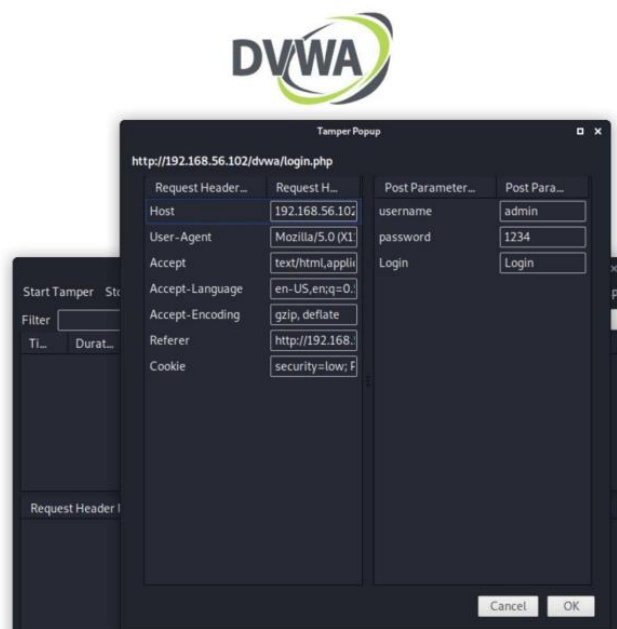 DVWA
Tamper Popup
http://192.168.56.102/dvwa/login.php
Request Header... Request H... Post Parameter... Post Para...
Host 192.168.56.102 username admin
User-Agent Mozilla/5.0 (X11 password 1234
Accept text/html,applic Login Login
Accept-Language en-US,en;q=0.
Accept-Encoding gzip, deflate
Referer http://192.168.
Cookie security=low;
Start Tamper
Filter
Ti... Durat...
Request Header
Cancel OK